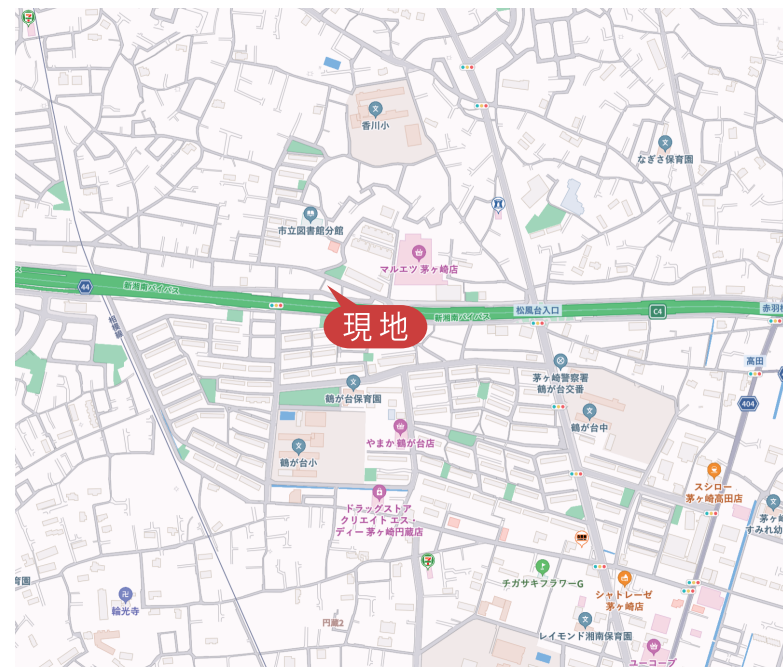 香川小
なぎさ保育園
市立図書館分館
マルエツ 茅ヶ崎店
ス
44
新湘南バイパス
現地
新湘南バイパス
松風台入口
C4
赤羽根
相模線
高田
茅ヶ崎警察署
鶴が台交番
404
鶴が台保育園
鶴が台中
やまか 鶴が台店
鶴が台小
スシロー
茅ヶ崎高田店
ドラッグストア
クリエイト エス・
ディー 茅ヶ崎円蔵店
茅ヶ崎
すみれ幼
チガサキフラワーG
育園
シャトレーゼ
茅ヶ崎店
輪光寺
円蔵2
レイモンド湘南保育園
ユーコープ